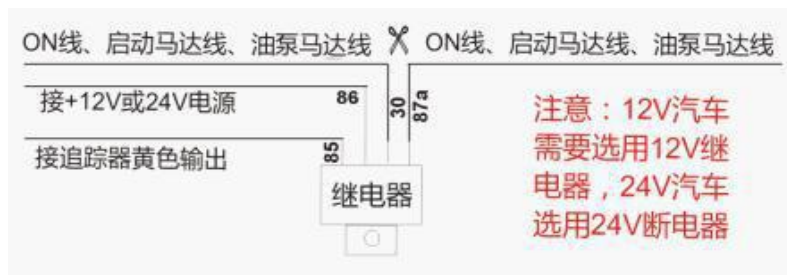 ON线、启动马达线、油泵马达线
ON线、启动马达线、油泵马达线
接+12V或24V电源
86
30
87a
接追踪器黄色输出
85
继电器
注意：12V汽车
需要选用12V继
电器，24V汽车
选用24V断电器